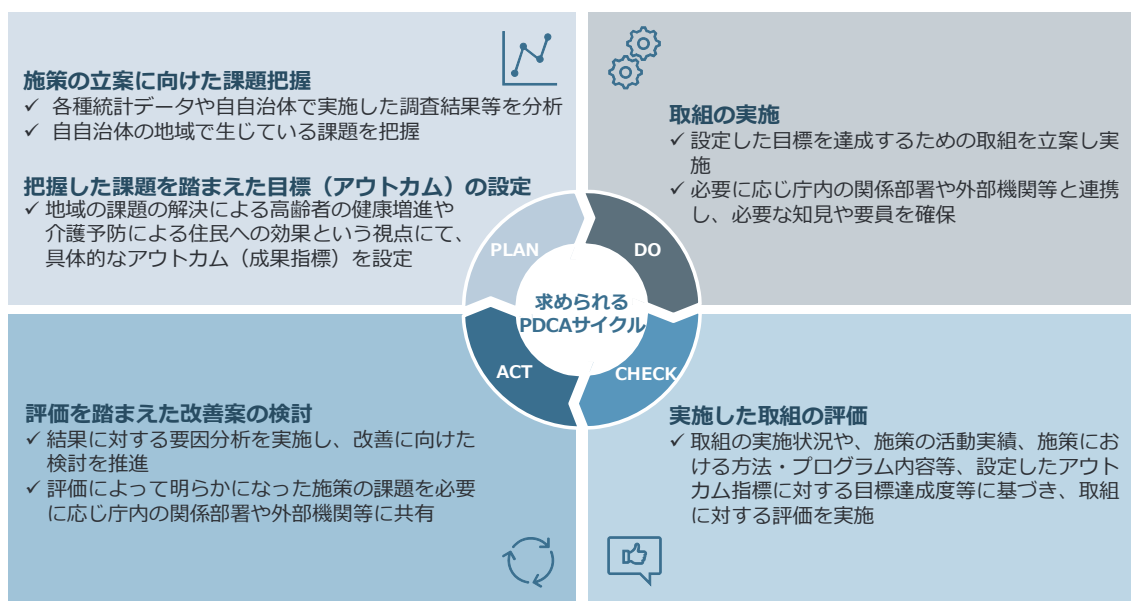 施策の立案に向けた課題把握
✓ 各種統計データや自自治体で実施した調査結果等を分析
✓ 自自治体の地域で生じている課題を把握
把握した課題を踏まえた目標（アウトカム）の設定
✓ 地域の課題の解決による高齢者の健康増進や
介護予防による住民への効果という視点にて、
具体的なアウトカム（成果指標）を設定
取組の実施
✓ 設定した目標を達成するための取組を立案し実
施
✓ 必要に応じ庁内の関係部署や外部機関等と連携
し、必要な知見や要員を確保
PLAN
DO
求められる
PDCAサイクル
ACT
CHECK
評価を踏まえた改善案の検討
✓ 結果に対する要因分析を実施し、改善に向けた
検討を推進
✓ 評価によって明らかになった施策の課題を必要
に応じ庁内の関係部署や外部機関等に共有
実施した取組の評価
✓ 取組の実施状況や、施策の活動実績、施策にお
ける方法・プログラム内容等、設定したアウト
カム指標に対する目標達成度等に基づき、取組
に対する評価を実施